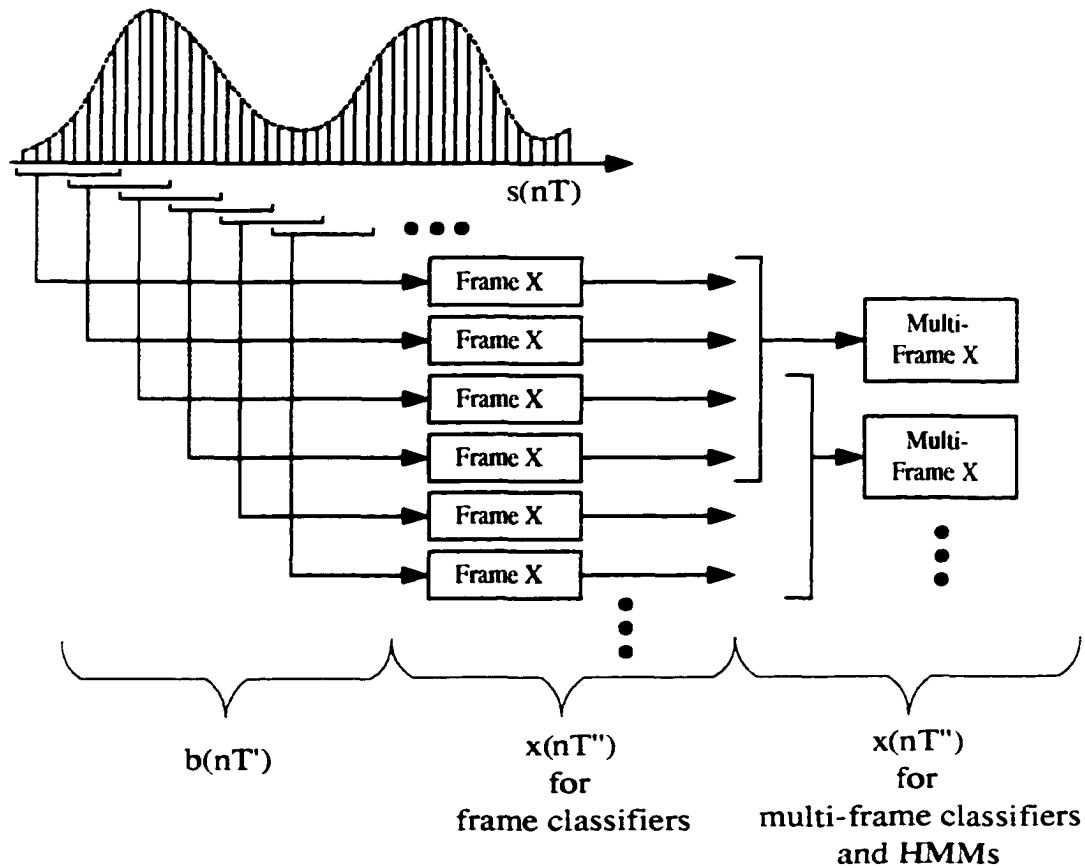 s(nT)
Frame X
Frame X
Frame X
Frame X
Frame X
Frame X
Multi-
Frame X
Multi-
Frame X
b(nT')
x(nT")
for
frame classifiers
x(nT")
for
multi-frame classifiers
and HMMs